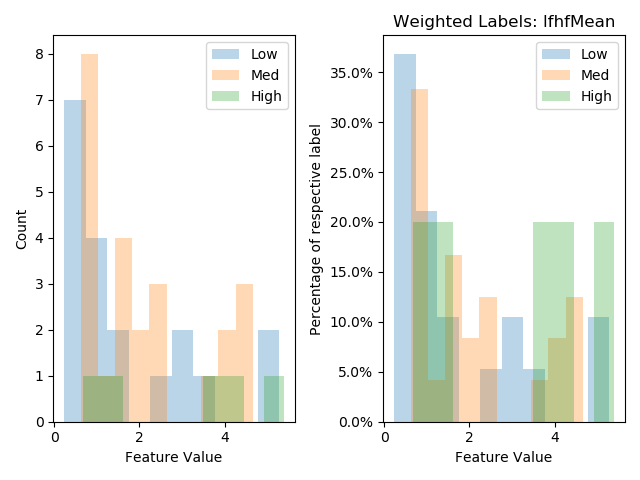 Weighted Labels: lfhfMean
Low
Med
High
Count
8
7
6
5
4
3
2
1
0
0
2
4
Feature Value
Low
Med
High
Percentage of respective label
35.0%
30.0%
25.0%
20.0%
15.0%
10.0%
5.0%
0.0%
0
2
4
Feature Value